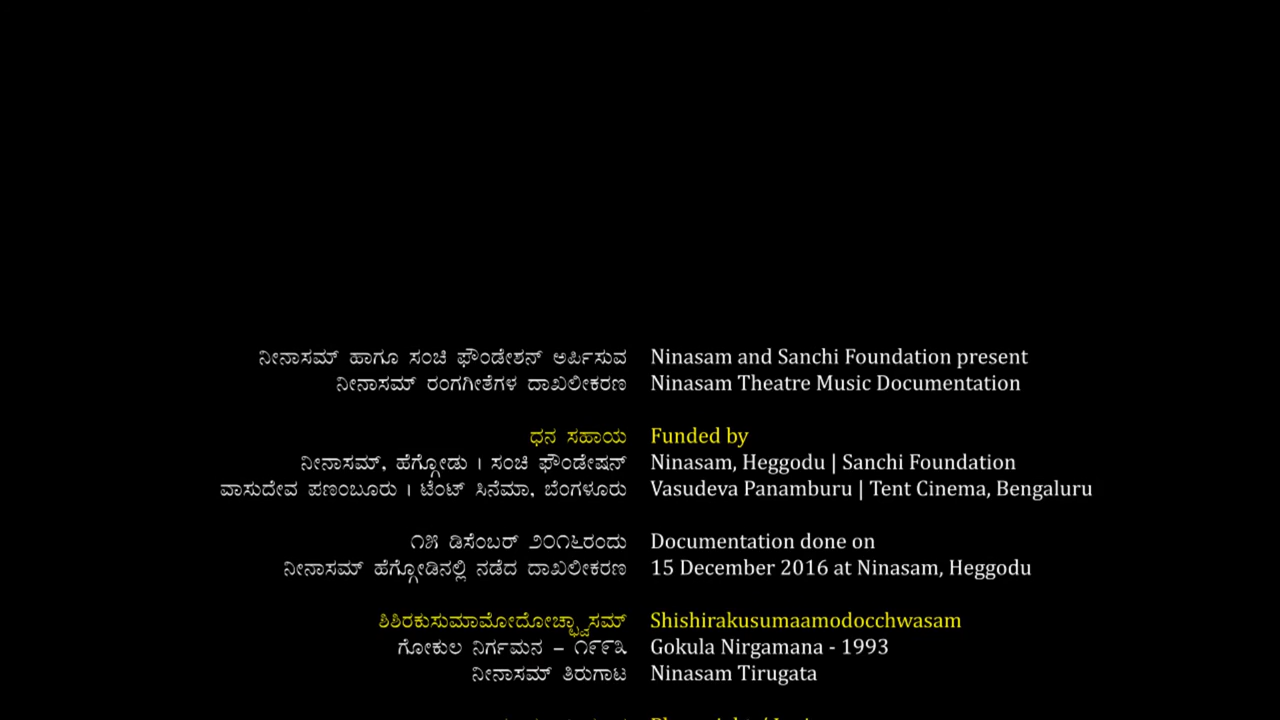 ನೀನಾಸಮ್ ಹಾಗೂ ಸಂಚಿ ಫೌಂಡೇಶನ್ ಅರ್ಪಿಸುವ Ninasam and Sanchi Foundation present
ನೀನಾಸಮ್ ರಂಗಗೀತೆಗಳ ದಾಖಲೀಕರಣ Ninasam Theatre Music Documentation
ಧನ ಸಹಾಯ Funded by
ನೀನಾಸಮ್, ಹೆಗ್ಗೋಡು । ಸಂಚಿ ಫೌಂಡೇಷನ್ Ninasam, Heggodu | Sanchi Foundation
ವಾಸುದೇವ ಪಣಂಬೂರು । ಟೆಂಟ್ ಸಿನೆಮಾ, ಬೆಂಗಳೂರು Vasudeva Panamburu | Tent Cinema, Bengaluru
೧೫ ಡಿಸೆಂಬರ್ ೨೦೧೬ರಂದು Documentation done on
ನೀನಾಸಮ್ ಹೆಗ್ಗೋಡಿನಲ್ಲಿ ನಡೆದ ದಾಖಲೀಕರಣ 15 December 2016 at Ninasam, Heggodu
ಶಿಶಿರಕುಸುಮಾಮೋದೋಚ್ಛ್ವಾಸಮ್ Shishirakusumaamodocchwasam
ಗೋಕುಲ ನಿರ್ಗಮನ – ೧೯೯೩ Gokula Nirgamana - 1993
ನೀನಾಸಮ್ ತಿರುಗಾಟ Ninasam Tirugata